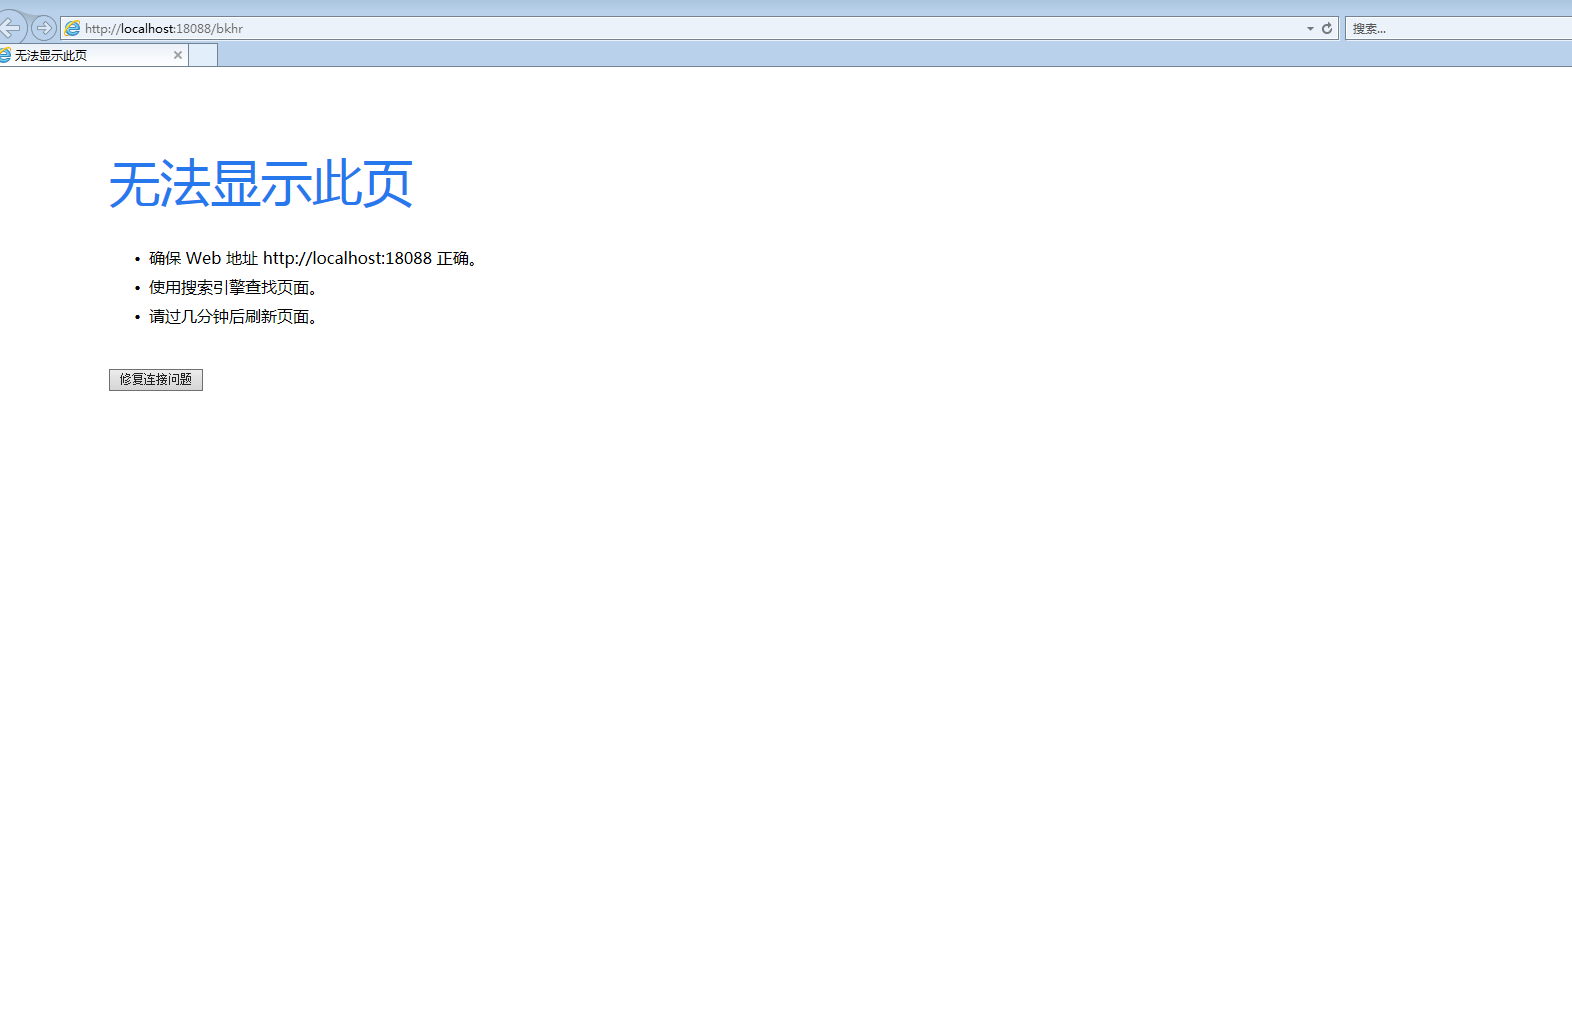 http://localhost:18088/bkhr
搜索...
无法显示此页
无法显示此页
• 确保 Web 地址 http://localhost:18088 正确。
• 使用搜索引擎查找页面。
• 请过几分钟后刷新页面。
修复连接问题